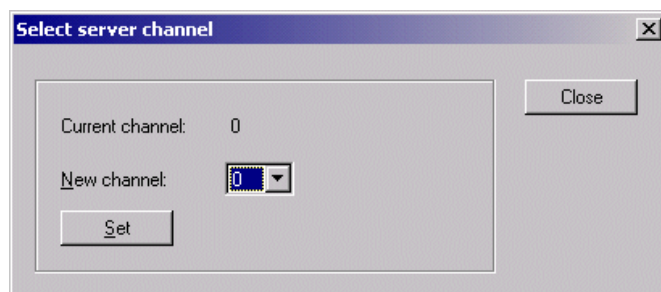 Select server channel
Close
Current channel: 0
New channel: 0
Set